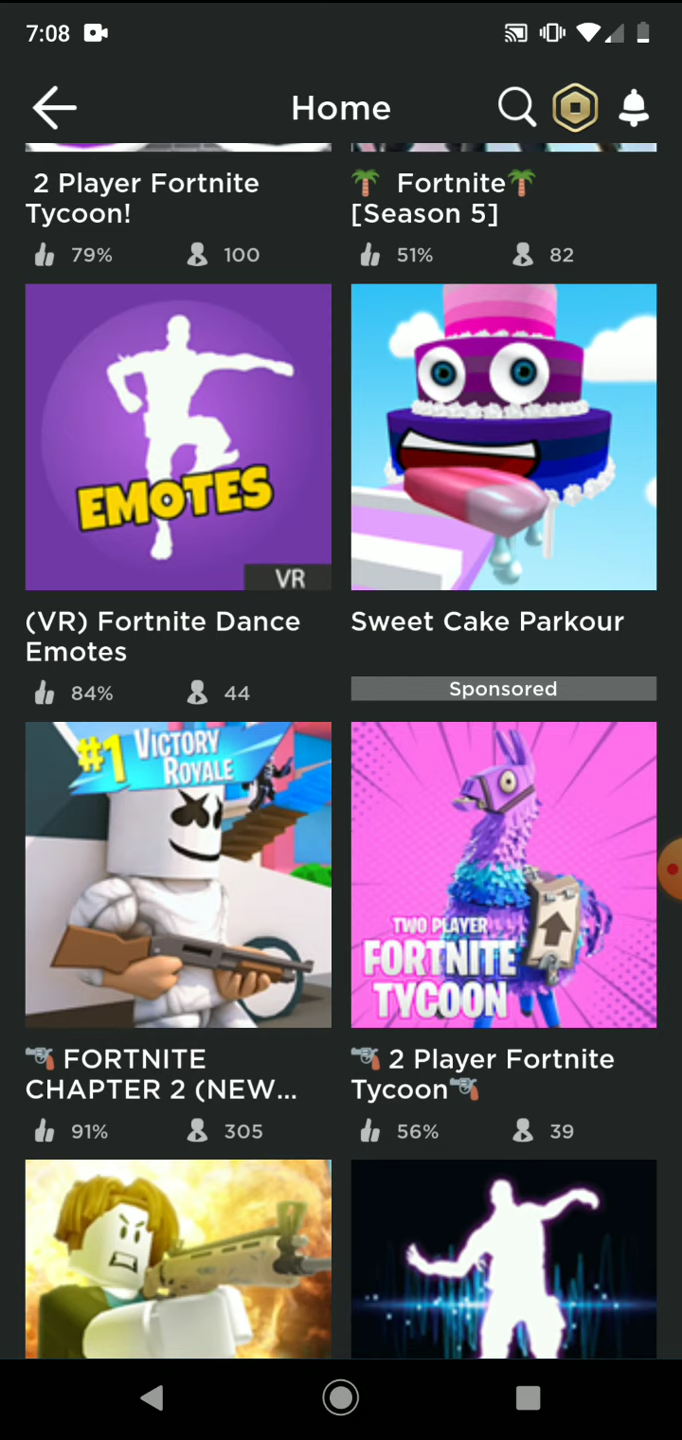 7:08
Home
2 Player Fortnite
Tycoon!
🌴 Fortnite🌴
[Season 5]
79%
100
51%
82
EMOTES
VR
(VR) Fortnite Dance
Emotes
84%
44
Sweet Cake Parkour
Sponsored
#1 VICTORY
ROYALE
TWO PLAYER
FORTNITE
TYCOON
🔫 FORTNITE
CHAPTER 2 (NEW...
91%
305
🔫 2 Player Fortnite
Tycoon🔫
56%
39